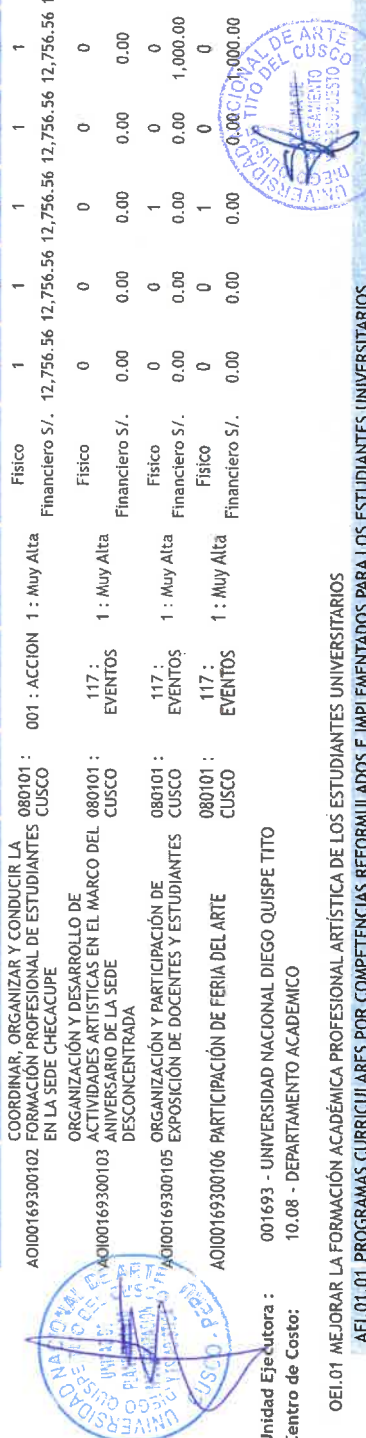 Fisico 1 1 1 1 1
AOI00169300102 COORDINAR, ORGANIZAR Y CONDUCIR LA FORMACIÓN PROFESIONAL DE ESTUDIANTES EN LA SEDE CHECACUPE 080101 : CUSCO 001 : ACCION 1 : Muy Alta
Financiero S/. 12,756.56 12,756.56 12,756.56 12,756.56 12,756.56
AOI00169300103 ORGANIZACIÓN Y DESARROLLO DE ACTIVIDADES ARTISTICAS EN EL MARCO DEL ANIVERSARIO DE LA SEDE DESCONCENTRADA 080101 : CUSCO 117 : EVENTOS 1 : Muy Alta
Fisico 0 0 0 0 0
Financiero S/. 0.00 0.00 0.00 0.00 0.00
AOI00169300105 ORGANIZACIÓN Y PARTICIPACIÓN DE EXPOSICIÓN DE DOCENTES Y ESTUDIANTES 080101 : CUSCO 117 : EVENTOS 1 : Muy Alta
Fisico 0 0 1 0 0
Financiero S/. 0.00 0.00 0.00 0.00 1,000.00
AOI00169300106 PARTICIPACIÓN DE FERIA DEL ARTE 080101 : CUSCO 117 : EVENTOS 1 : Muy Alta
Fisico 0 0 1 0 0
Financiero S/. 0.00 0.00 0.00 0.00 1,000.00
Unidad Ejecutora : 001693 - UNIVERSIDAD NACIONAL DIEGO QUISPE TITO
Centro de Costo: 10.08 - DEPARTAMENTO ACADEMICO
OEI.01 MEJORAR LA FORMACIÓN ACADÉMICA PROFESIONAL ARTÍSTICA DE LOS ESTUDIANTES UNIVERSITARIOS
AEI.01.01 PROGRAMAS CURRICULARES POR COMPETENCIAS REFORMULADOS E IMPLEMENTADOS PARA LOS ESTUDIANTES UNIVERSITARIOS